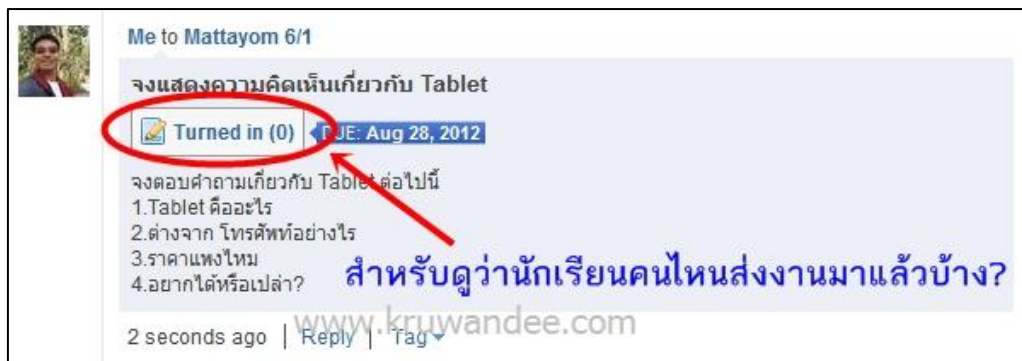 Me to Mattayom 6/1
จงแสดงความคิดเห็นเกี่ยวกับ Tablet
Turned in (0) DUE: Aug 28, 2012
จงตอบคำถามเกี่ยวกับ Tablet ต่อไปนี้
1.Tablet คืออะไร
2.ต่างจาก โทรศัพท์อย่างไร
3.ราคาแพงไหม
4.อยากได้หรือเปล่า?
สำหรับดูว่านักเรียนคนไหนส่งงานมาแล้วบ้าง?
www.kruwandee.com
2 seconds ago | Reply | Tag